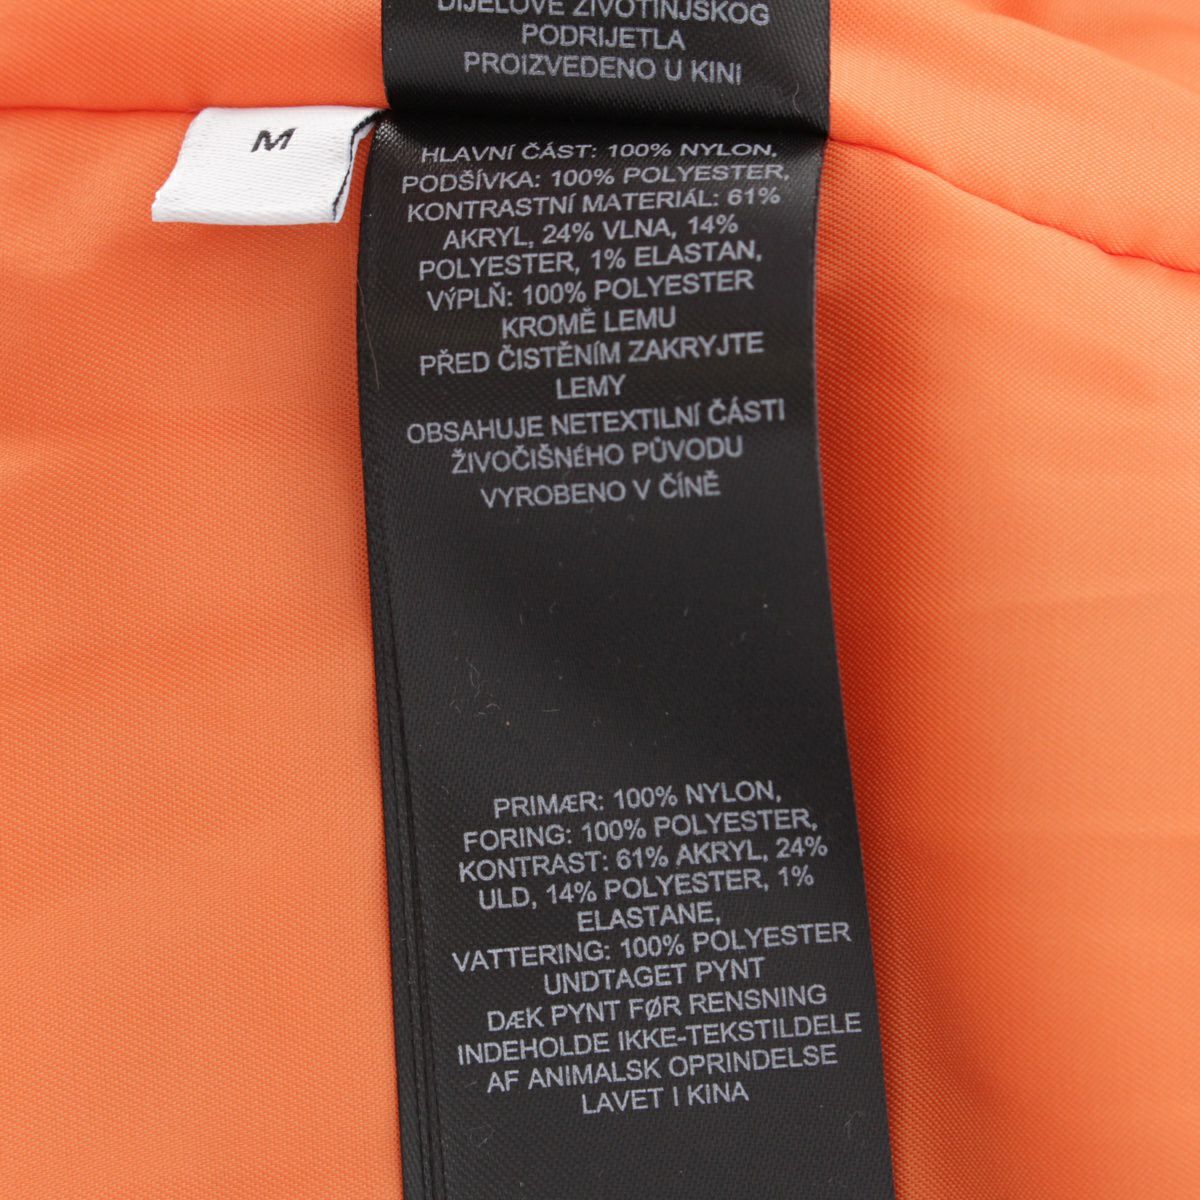 DIJELOVE ŽIVOTINJSKOG
PODRIJETLA
PROIZVEDENO U KINI
M
HLAVNÍ ČÁST: 100% NYLON,
PODŠÍVKA: 100% POLYESTER,
KONTRASTNÍ MATERIÁL: 61%
AKRYL, 24% VLNA, 14%
POLYESTER, 1% ELASTAN,
VÝPLŇ: 100% POLYESTER
KROMĚ LEMU
PŘED ČISTĚNÍM ZAKRYJTE
LEMY
OBSAHUJE NETEXTILNÍ ČÁSTI
ŽIVOČIŠNÉHO PŮVODU
VYROBENO V ČÍNĚ
PRIMÆR: 100% NYLON,
FORING: 100% POLYESTER,
KONTRAST: 61% AKRYL, 24%
ULD, 14% POLYESTER, 1%
ELASTANE,
VATTERING: 100% POLYESTER
UNDTAGET PYNT
DÆK PYNT FØR RENSNING
INDEHOLDE IKKE-TEKSTILDELE
AF ANIMALSK OPRINDELSE
LAVET I KINA